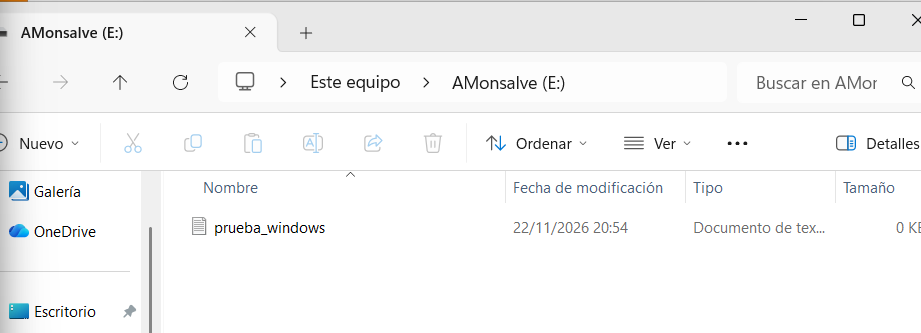 AMonsalve (E:)
Este equipo > AMonsalve (E:)
Buscar en AMor
Nuevo
Ordenar
Ver
Detalles
Galería
OneDrive
Escritorio
Nombre
Fecha de modificación
Tipo
Tamaño
prueba_windows
22/11/2026 20:54
Documento de tex...
0 KB